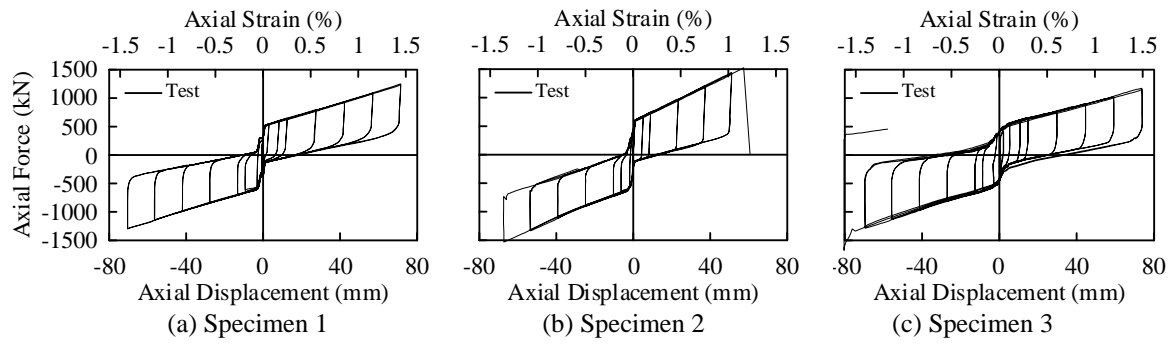 Axial Strain (%) Axial Strain (%) Axial Strain (%)
-1.5 -1 -0.5 0 0.5 1 1.5 -1 -0.5 0 0.5 1 -1.5 -1 -0.5 0 0.5 1 1.5
1500
1000
500
0
-500
-1000
-1500
Axial Force (kN)
Test Test Test
-80 -40 0 40 80 -80 -40 0 40 80 -80 -40 0 40 80
Axial Displacement (mm) Axial Displacement (mm) Axial Displacement (mm)
(a) Specimen 1 (b) Specimen 2 (c) Specimen 3